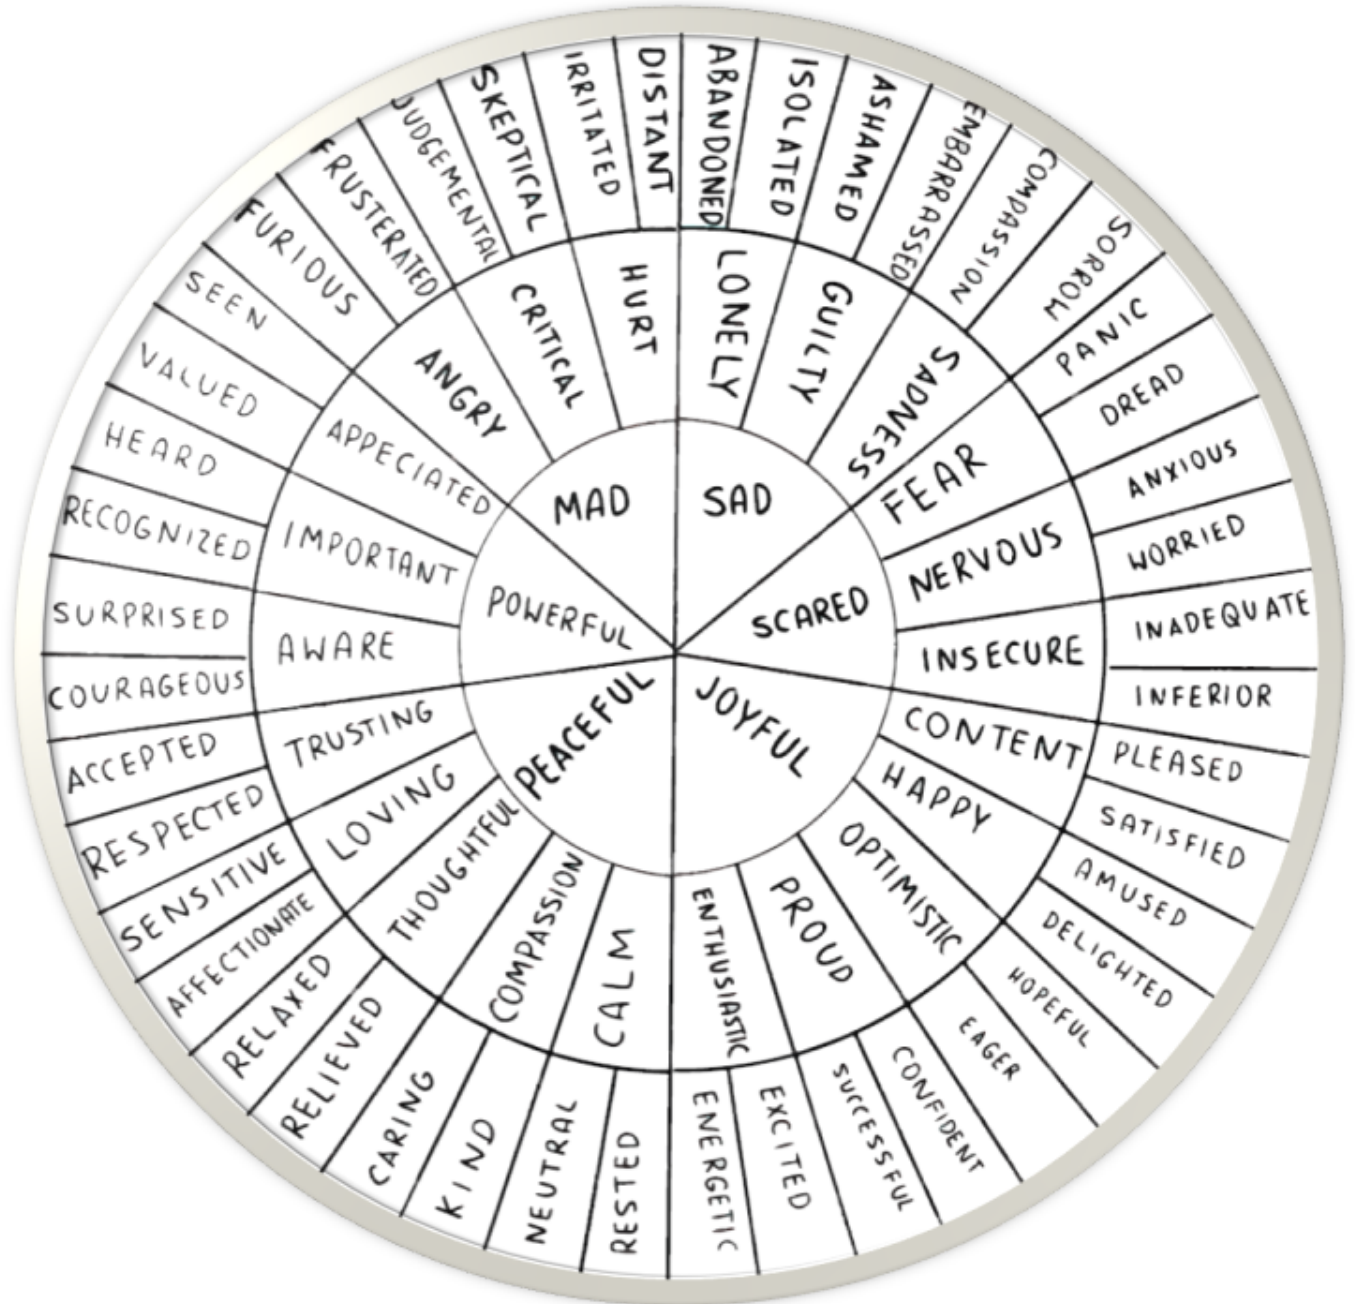 MAD
SAD
SCARED
JOYFUL
PEACEFUL
POWERFUL
HURT
LONELY
GUILTY
SADNESS
FEAR
NERVOUS
INSECURE
CONTENT
HAPPY
OPTIMISTIC
PROUD
ENTHUSIASTIC
CALM
COMPASSION
THOUGHTFUL
LOVING
TRUSTING
AWARE
IMPORTANT
APPECIATED
ANGRY
CRITICAL
DISTANT
ABANDONED
ISOLATED
ASHAMED
EMBARRASSED
COMPASSION
SORROW
PANIC
DREAD
ANXIOUS
WORRIED
INADEQUATE
INFERIOR
PLEASED
SATISFIED
AMUSED
DELIGHTED
HOPEFUL
EAGER
CONFIDENT
SUCCESSFUL
EXCITED
ENERGETIC
RESTED
NEUTRAL
KIND
CARING
RELIEVED
RELAXED
AFFECTIONATE
SENSITIVE
RESPECTED
ACCEPTED
COURAGEOUS
SURPRISED
RECOGNIZED
HEARD
VALUED
SEEN
FURIOUS
FRUSTERATED
JUDGEMENTAL
SKEPTICAL
IRRITATED